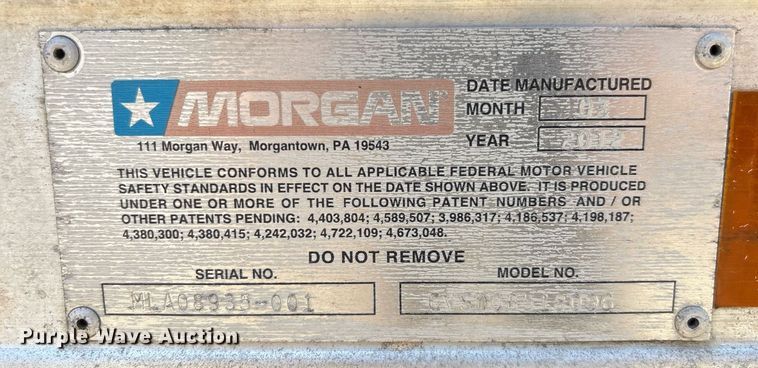 MORGAN
DATE MANUFACTURED
MONTH
YEAR
111 Morgan Way, Morgantown, PA 19543
THIS VEHICLE CONFORMS TO ALL APPLICABLE FEDERAL MOTOR VEHICLE
SAFETY STANDARDS IN EFFECT ON THE DATE SHOWN ABOVE. IT IS PRODUCED
UNDER ONE OR MORE OF THE FOLLOWING PATENT NUMBERS AND / OR
OTHER PATENTS PENDING: 4,403,804; 4,589,507; 3,986,317; 4,186,537; 4,198,187;
4,380,300; 4,380,415; 4,242,032; 4,722,109; 4,673,048.
DO NOT REMOVE
SERIAL NO. MODEL NO.
MLA08933-001
Purple Wave Auction